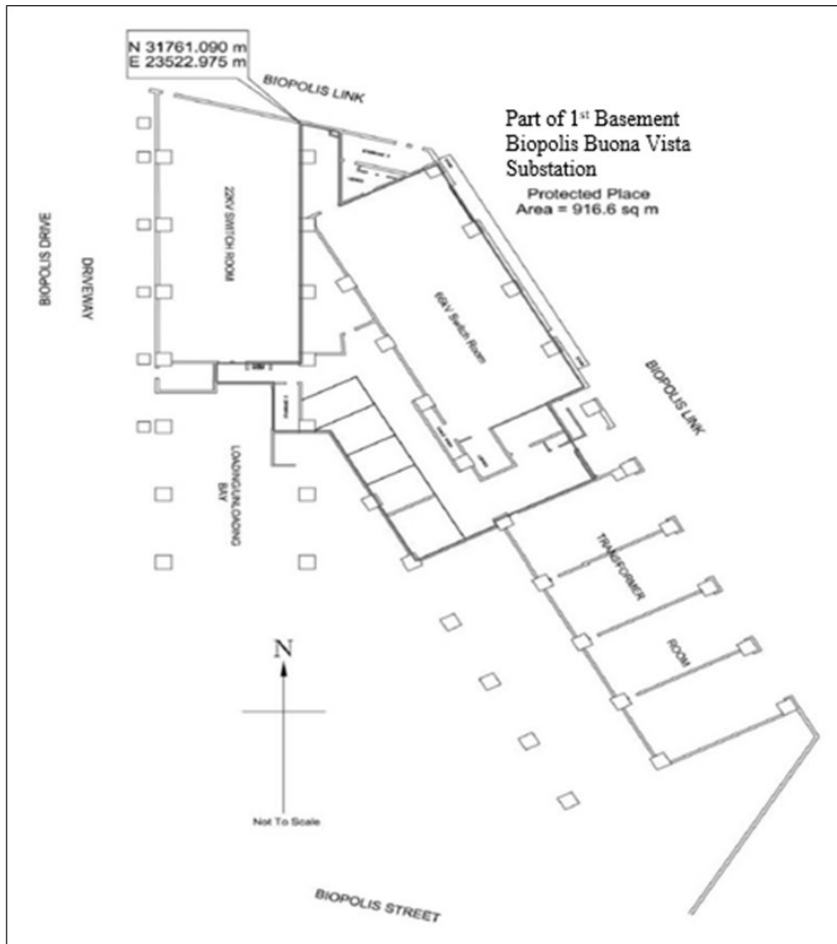 N 31761.090 m
E 23522.975 m
BIOPOLIS LINK
Part of 1st Basement
Biopolis Buona Vista
Substation
Protected Place
Area = 916.6 sq m
22KV SWITCH ROOM
BIOPOLIS DRIVE
DRIVEWAY
66kV Switch Room
BIOPOLIS LINK
LOADING/UNLOADING
BAY
TRANSFORMER
ROOM
N
Not To Scale
BIOPOLIS STREET